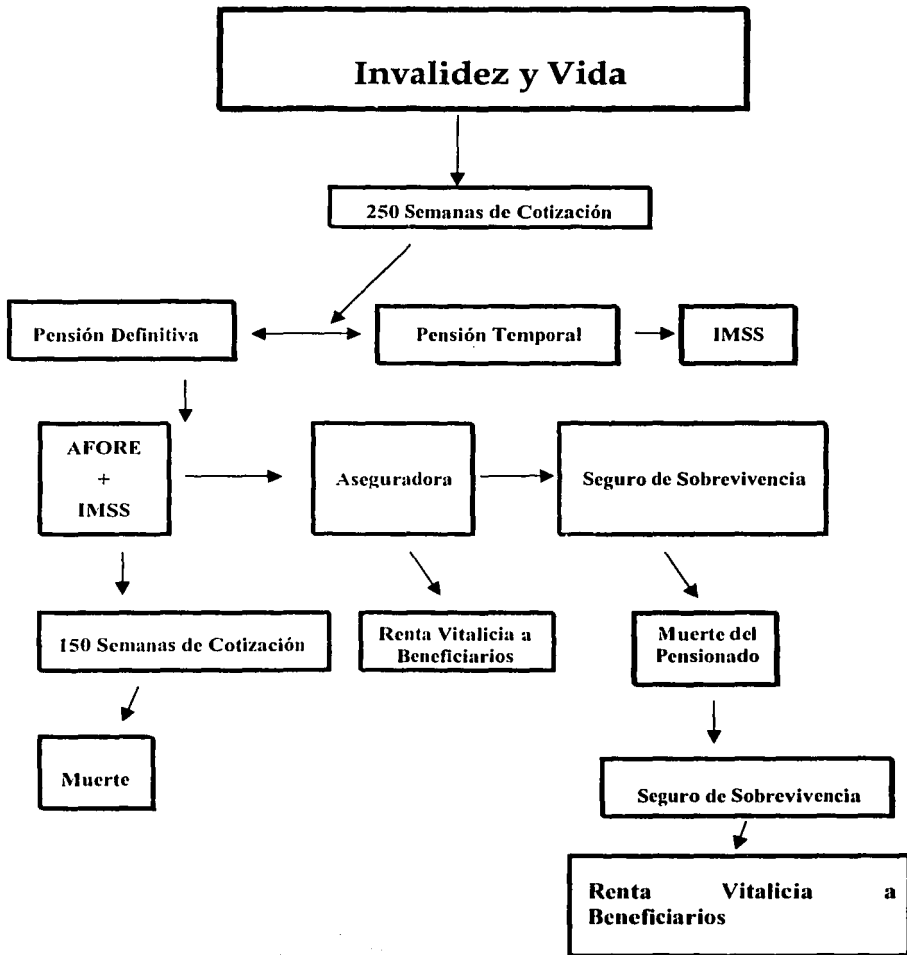 Invalidez y Vida
250 Semanas de Cotización
Pensión Definitiva
Pensión Temporal
IMSS
AFORE
+
IMSS
Aseguradora
Seguro de Sobrevivencia
150 Semanas de Cotización
Renta Vitalicia a
Beneficiarios
Muerte del
Pensionado
Muerte
Seguro de Sobrevivencia
Renta Vitalicia a
Beneficiarios